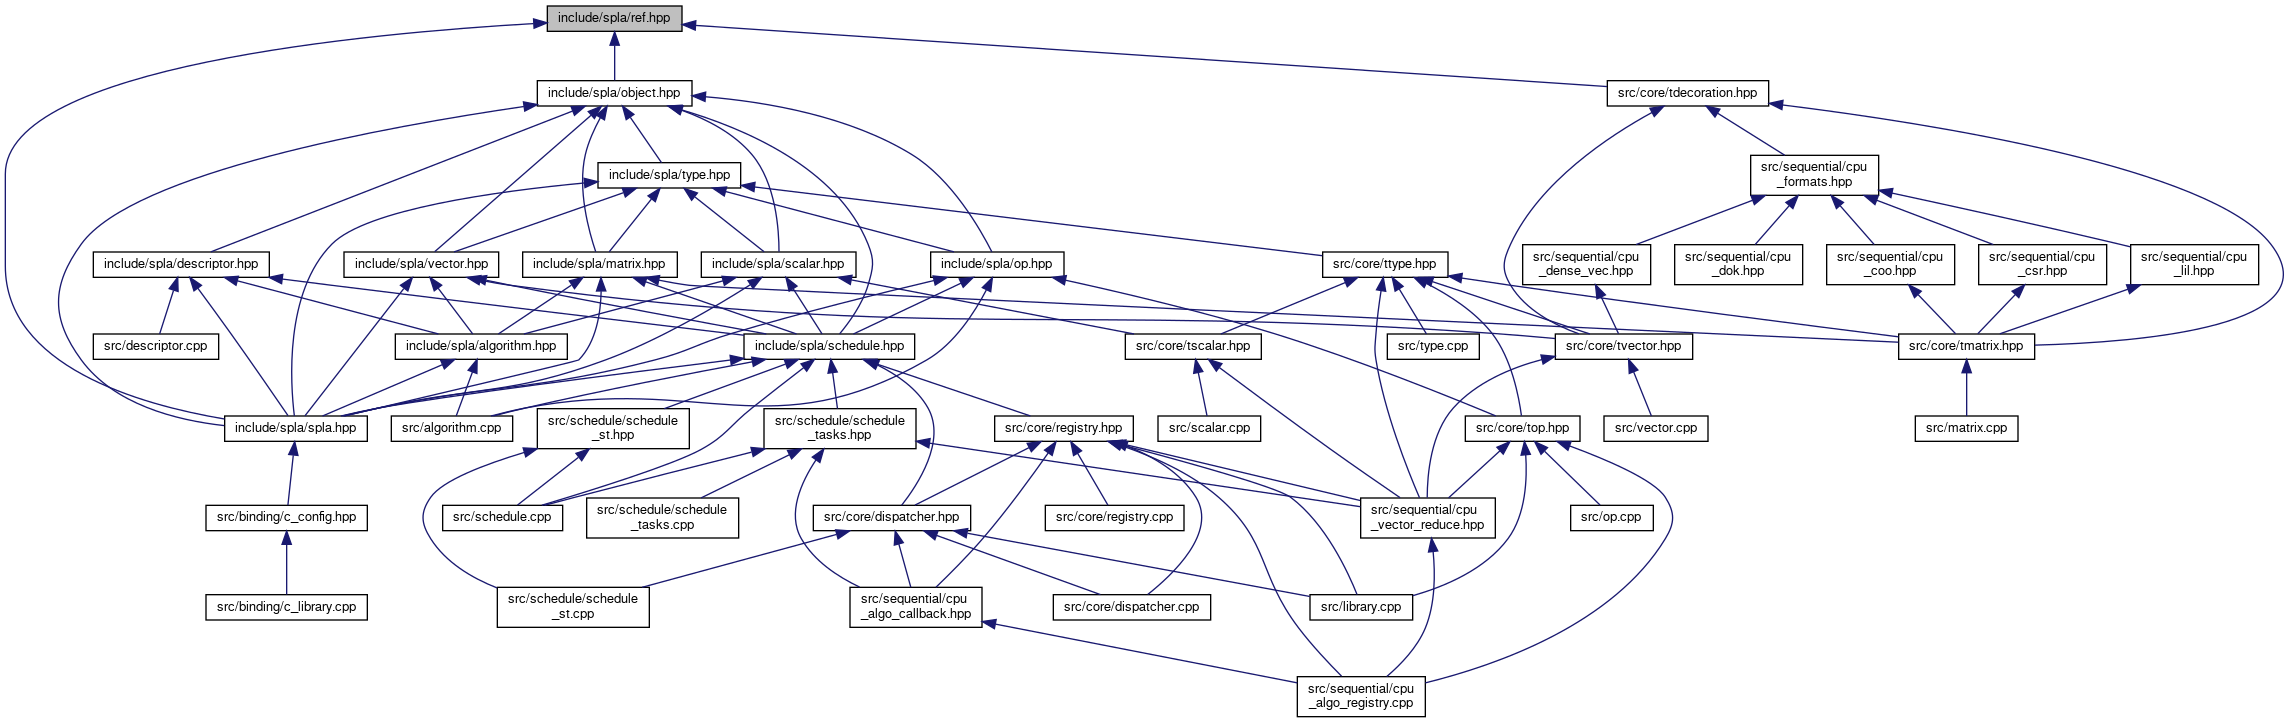 include/spla/ref.hpp
include/spla/object.hpp
src/core/tdecoration.hpp
include/spla/type.hpp
src/sequential/cpu
_formats.hpp
include/spla/descriptor.hpp
include/spla/vector.hpp
include/spla/matrix.hpp
include/spla/scalar.hpp
include/spla/op.hpp
src/core/ttype.hpp
src/sequential/cpu
_dense_vec.hpp
src/sequential/cpu
_dok.hpp
src/sequential/cpu
_coo.hpp
src/sequential/cpu
_csr.hpp
src/sequential/cpu
_lil.hpp
src/descriptor.cpp
include/spla/algorithm.hpp
include/spla/schedule.hpp
src/core/tscalar.hpp
src/type.cpp
src/core/tvector.hpp
src/core/tmatrix.hpp
include/spla/spla.hpp
src/algorithm.cpp
src/schedule/schedule
_st.hpp
src/schedule/schedule
_tasks.hpp
src/core/registry.hpp
src/scalar.cpp
src/core/top.hpp
src/vector.cpp
src/matrix.cpp
src/binding/c_config.hpp
src/schedule.cpp
src/schedule/schedule
_tasks.cpp
src/core/dispatcher.hpp
src/core/registry.cpp
src/sequential/cpu
_vector_reduce.hpp
src/op.cpp
src/binding/c_library.cpp
src/schedule/schedule
_st.cpp
src/sequential/cpu
_algo_callback.hpp
src/core/dispatcher.cpp
src/library.cpp
src/sequential/cpu
_algo_registry.cpp